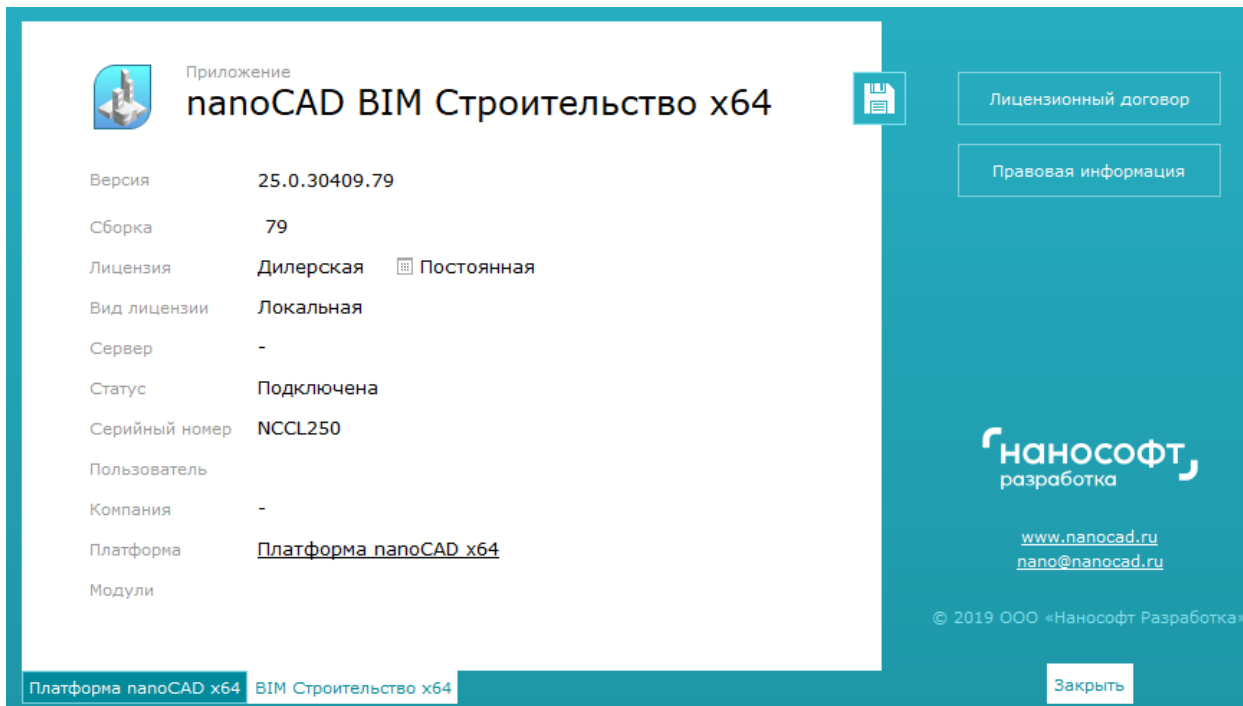 Приложение
nanoCAD BIM Строительство x64
Версия 25.0.30409.79
Сборка 79
Лицензия Дилерская Постоянная
Вид лицензии Локальная
Сервер -
Статус Подключена
Серийный номер NCCL250
Пользователь
Компания -
Платформа Платформа nanoCAD x64
Модули
Лицензионный договор
Правовая информация
нанософт
разработка
www.nanocad.ru
nano@nanocad.ru
© 2019 ООО «Нанософт Разработка»
Платформа nanoCAD x64 BIM Строительство x64
Закрыть